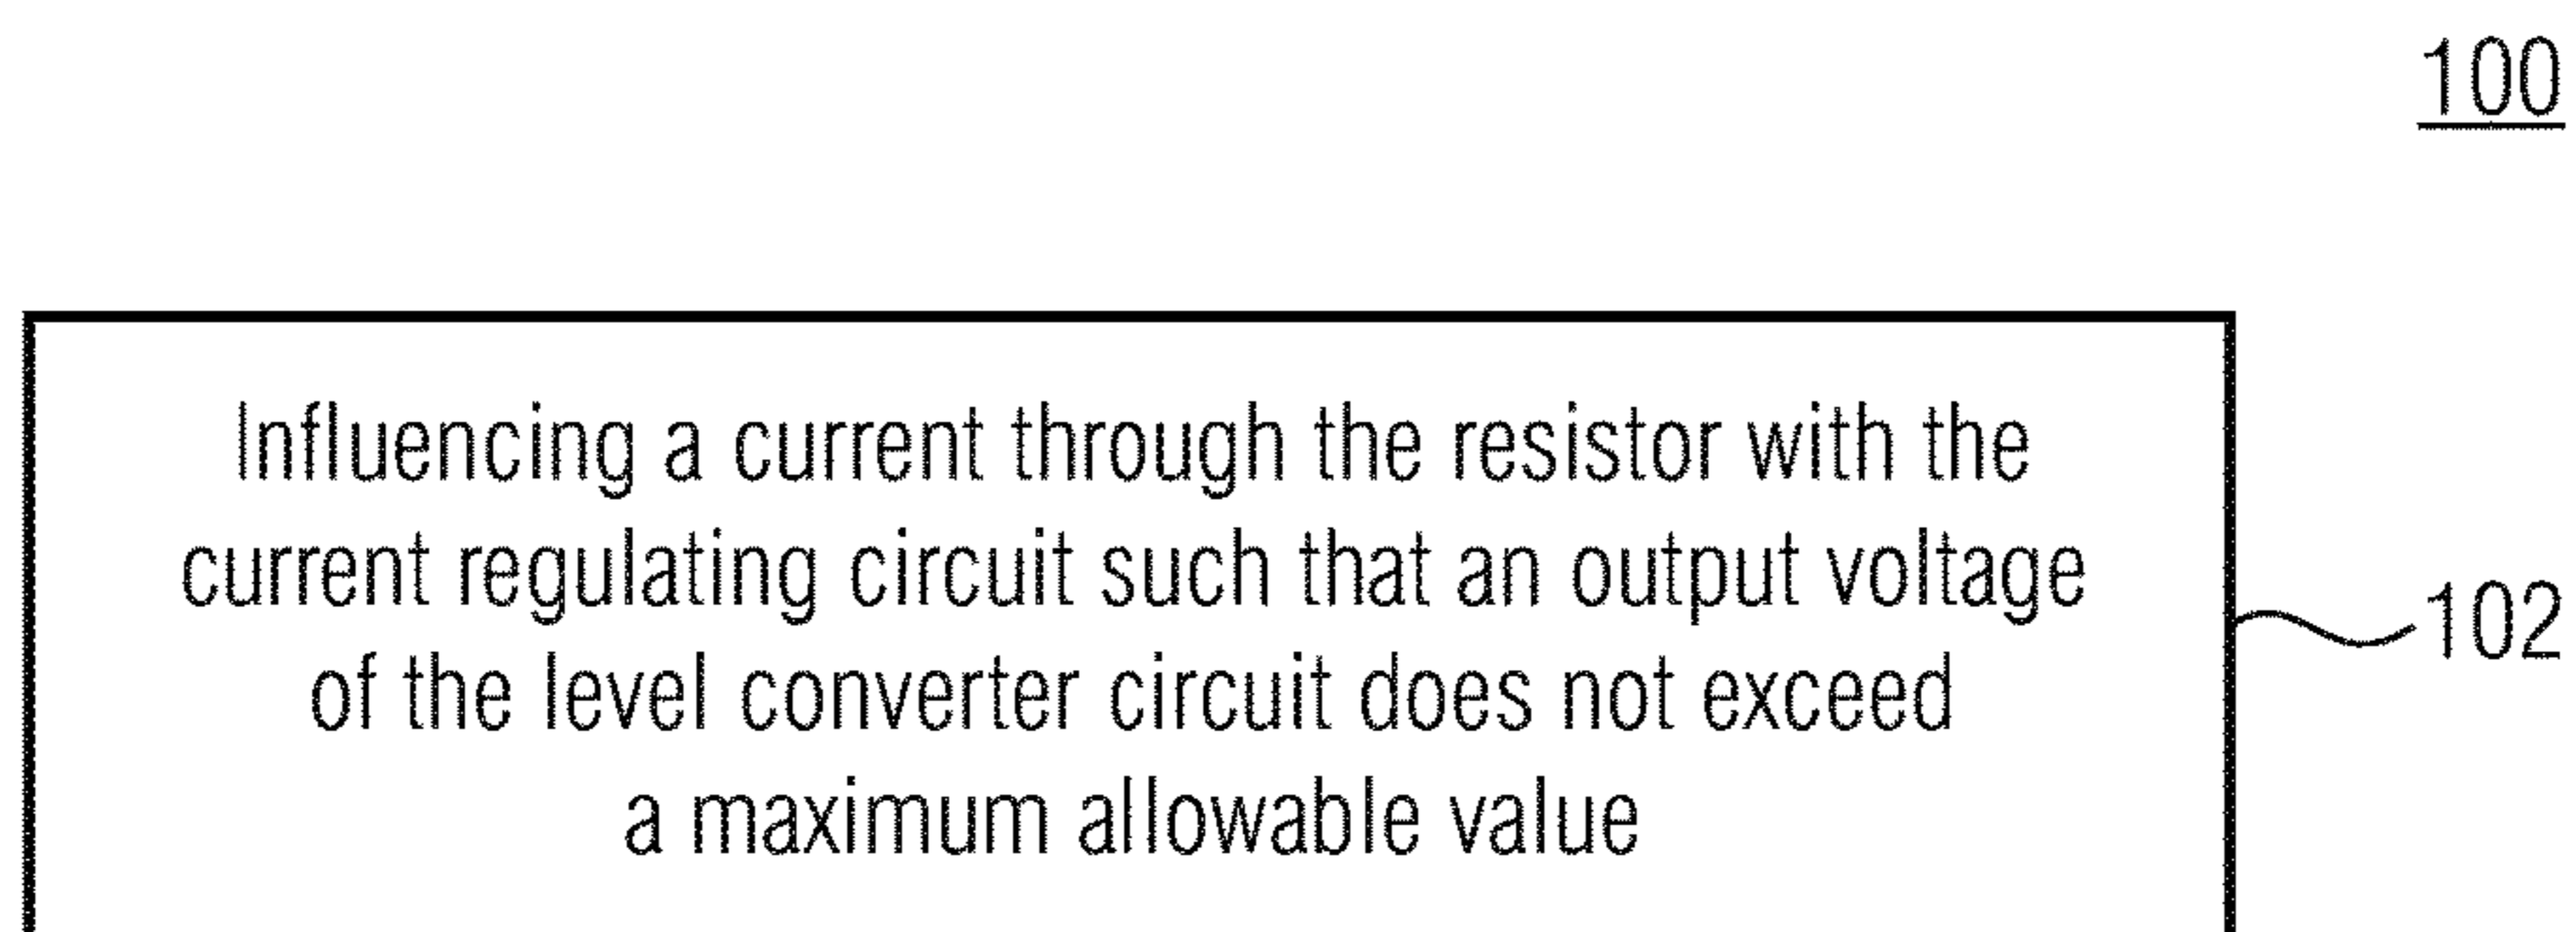 100
Influencing a current through the resistor with the
current regulating circuit such that an output voltage
of the level converter circuit does not exceed
a maximum allowable value
102